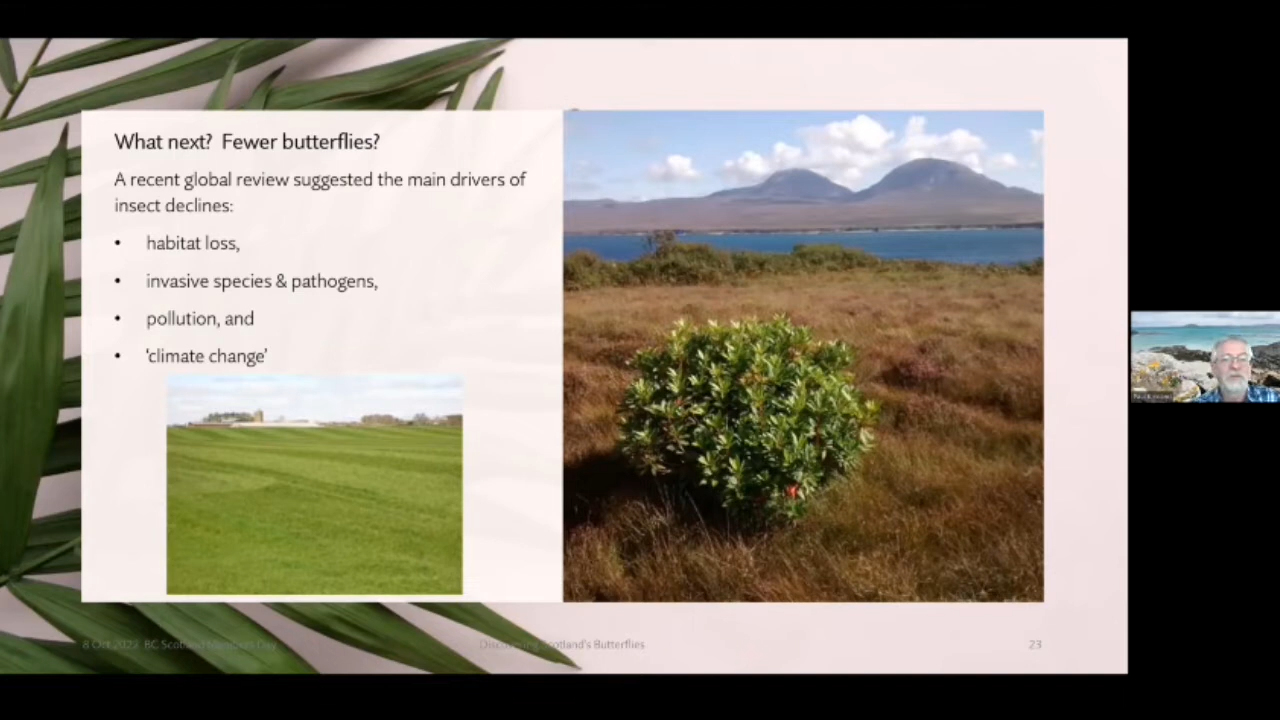 What next? Fewer butterflies?
A recent global review suggested the main drivers of
insect declines:
• habitat loss,
• invasive species & pathogens,
• pollution, and
• 'climate change'
8 Oct 2022 BC Scotland Members Day
Discovering Scotland's Butterflies
23